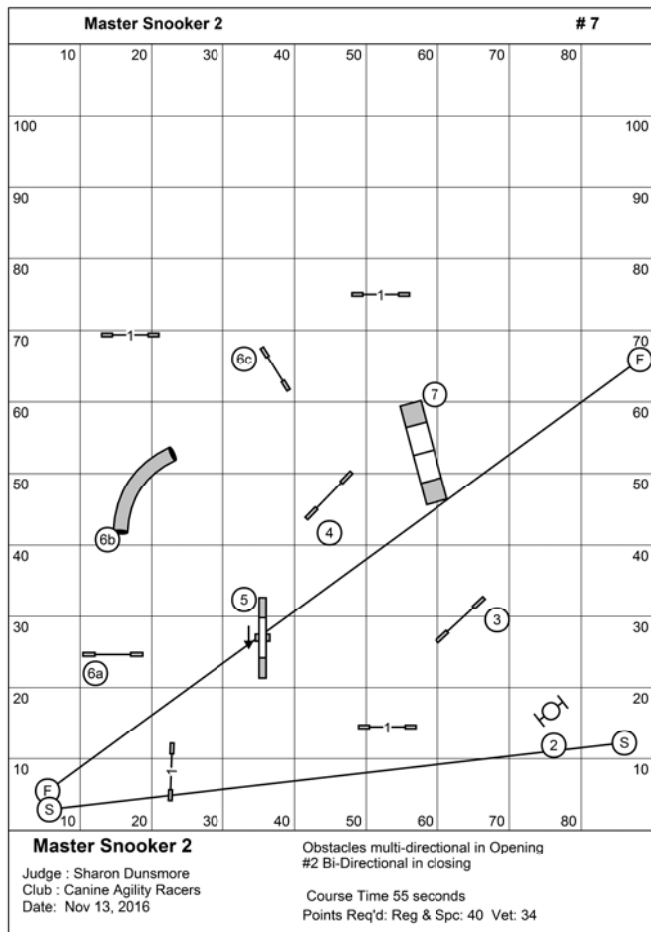 Master Snooker 2 # 7
10 20 30 40 50 60 70 80
100 100
90 90
80 80
1
70 1 70
6c F
60 7 60
50 50
4
6b
40 40
5
30 3 30
6a
20 20
1
2 S
10 1 10
F
S
10 20 30 40 50 60 70 80
Master Snooker 2
Judge : Sharon Dunsmore
Club : Canine Agility Racers
Date: Nov 13, 2016
Obstacles multi-directional in Opening
#2 Bi-Directional in closing
Course Time 55 seconds
Points Req'd: Reg & Spc: 40 Vet: 34